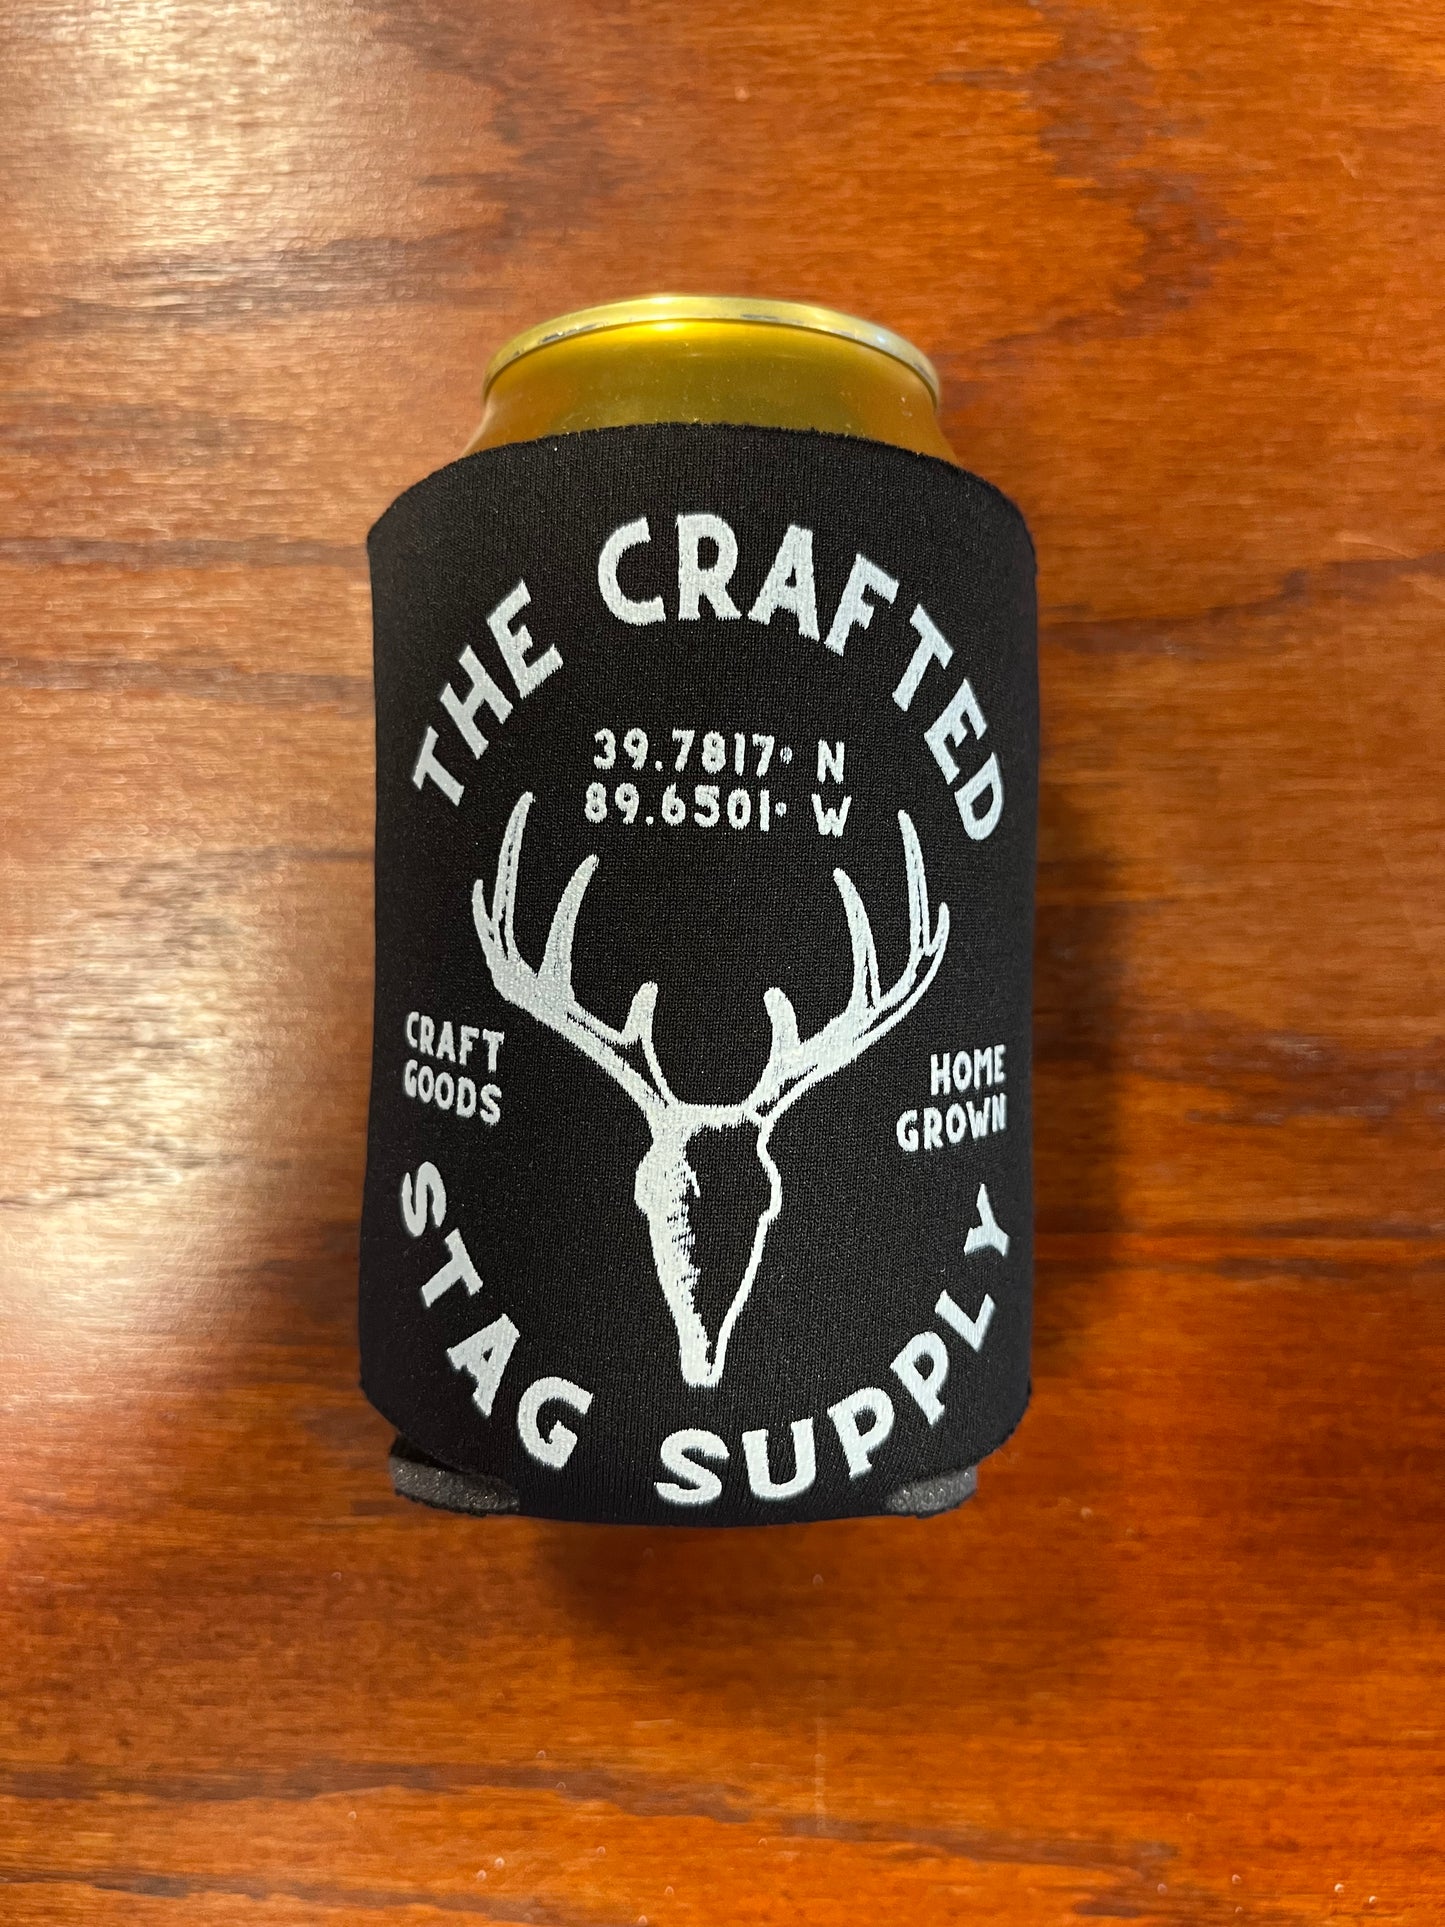 THE CRAFTED
39.7817° N
89.6501° W
CRAFT
GOODS
HOME
GROWN
STAG SUPPLY